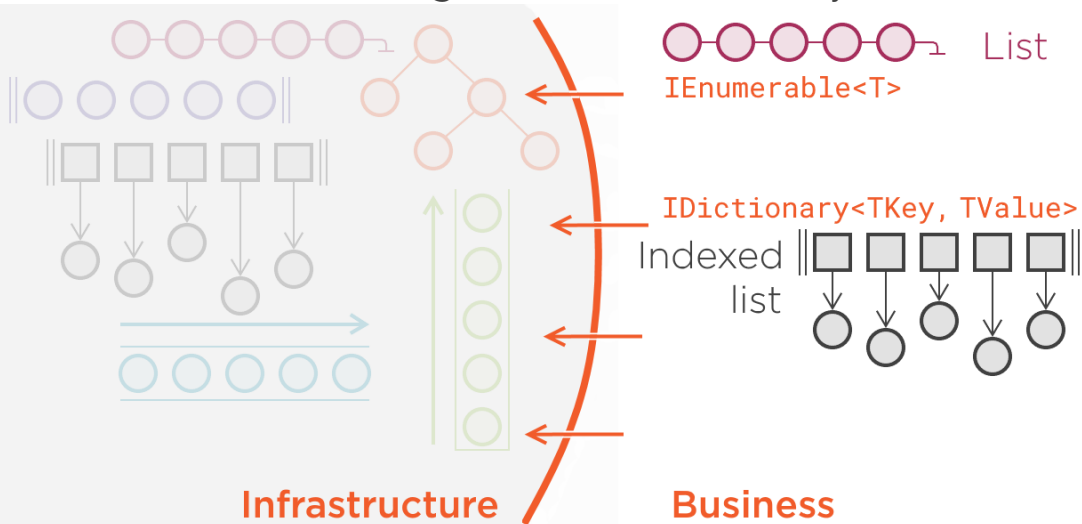 List
IEnumerable<T>
IDictionary<TKey, TValue>
Indexed
list
Infrastructure
Business